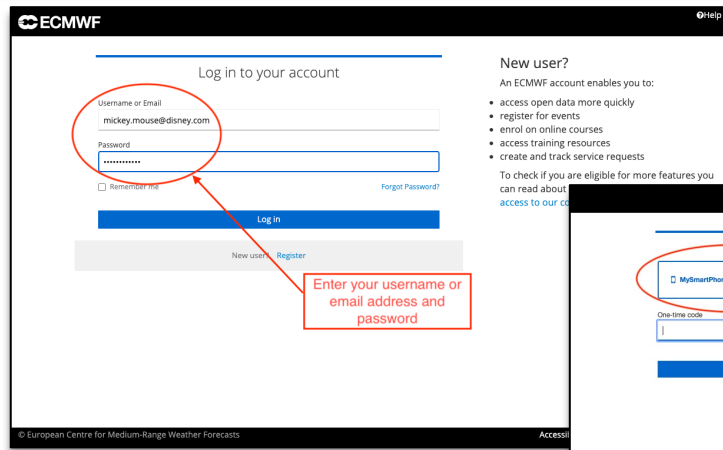 ECMWF
Help
Log in to your account
Username or Email
mickey.mouse@disney.com
Password
Remember me
Forgot Password?
Log in
New user? Register
Enter your username or
email address and
password
New user?
An ECMWF account enables you to:
access open data more quickly
register for events
enrol on online courses
access training resources
create and track service requests
To check if you are eligible for more features you
can read about
access to our
MySmartPhon
One-time code
© European Centre for Medium-Range Weather Forecasts